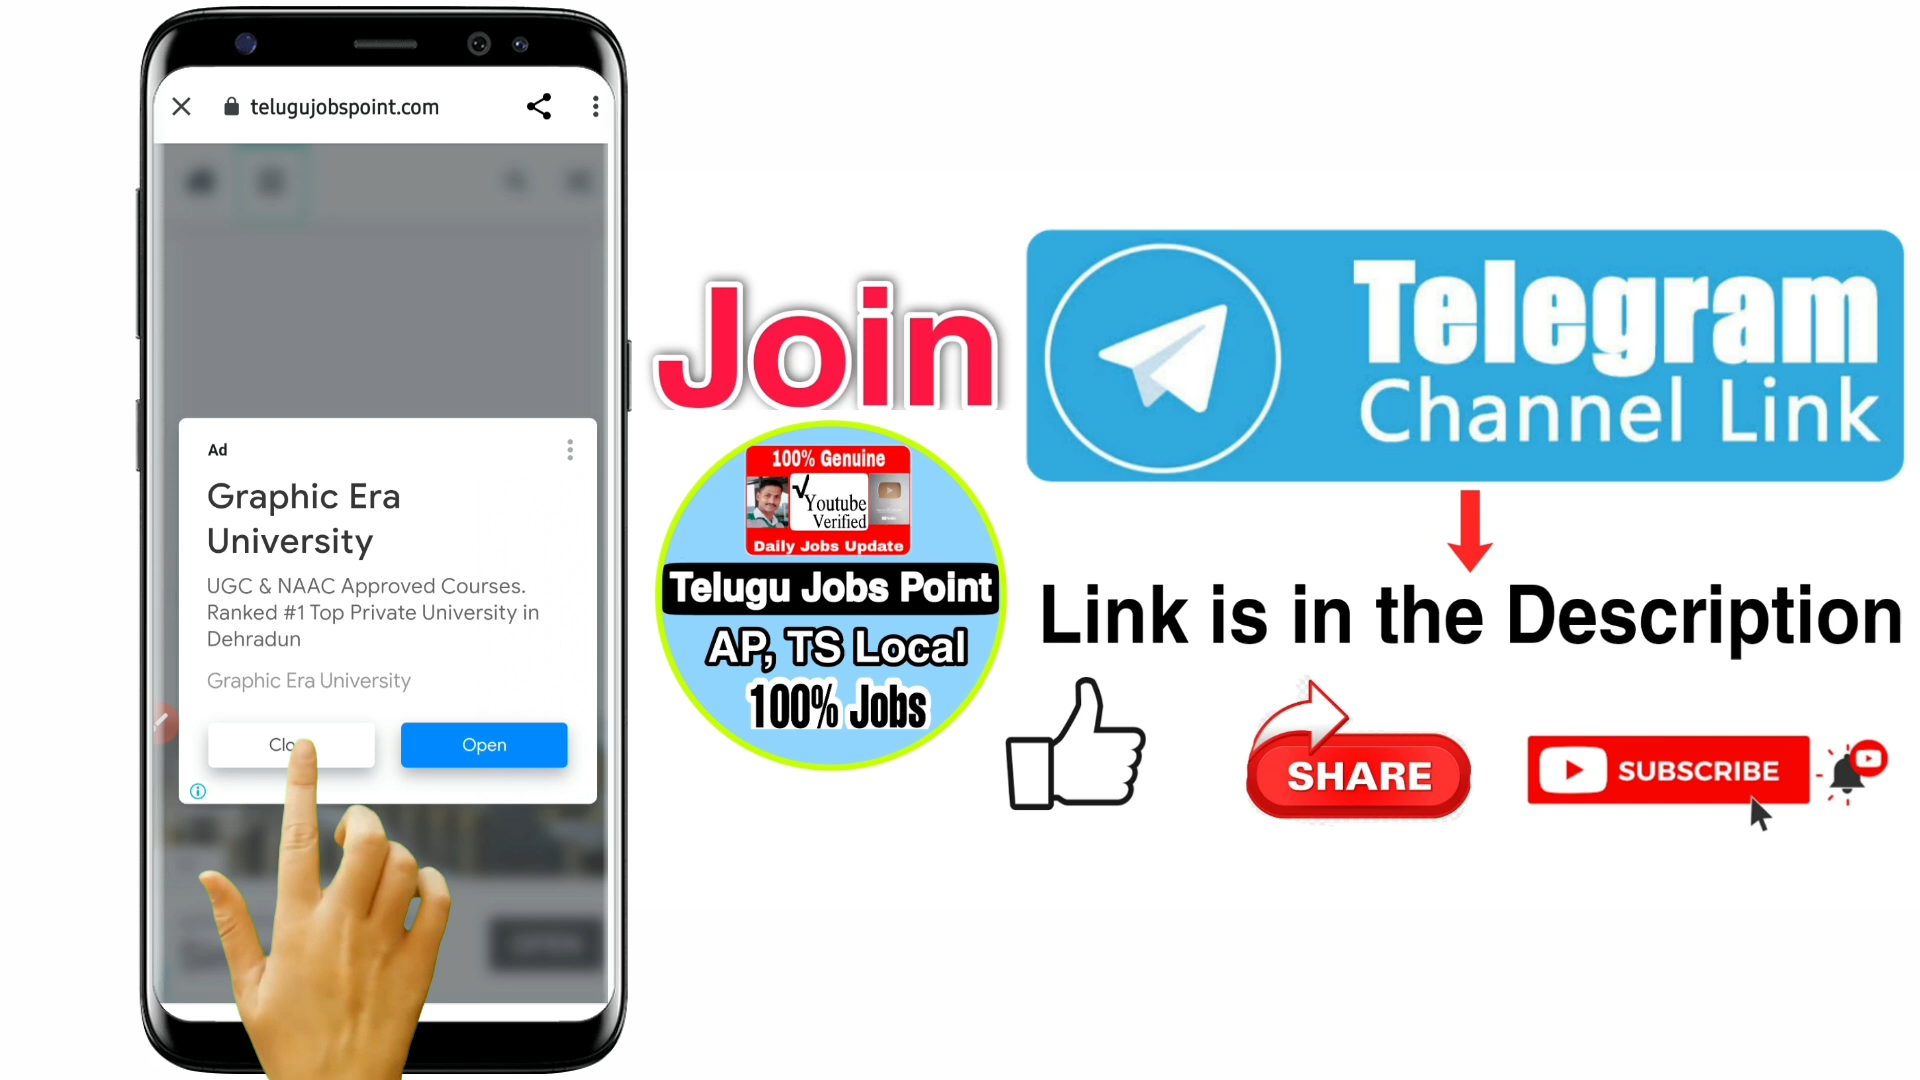 telugujobspoint.com
Ad
Graphic Era
University
UGC & NAAC Approved Courses.
Ranked #1 Top Private University in
Dehradun
Graphic Era University
Open
Join
100% Genuine
Youtube
Verified
Daily Jobs Update
Telugu Jobs Point
AP, TS Local
100% Jobs
Telegram
Channel Link
Link is in the Description
SHARE
SUBSCRIBE